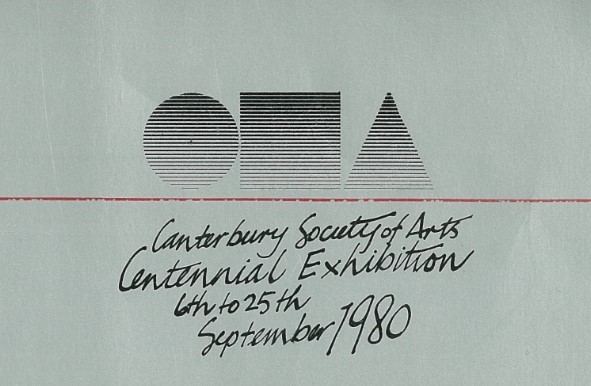 Canterbury Society of Arts
Centennial Exhibition
6th to 25th
September 1980